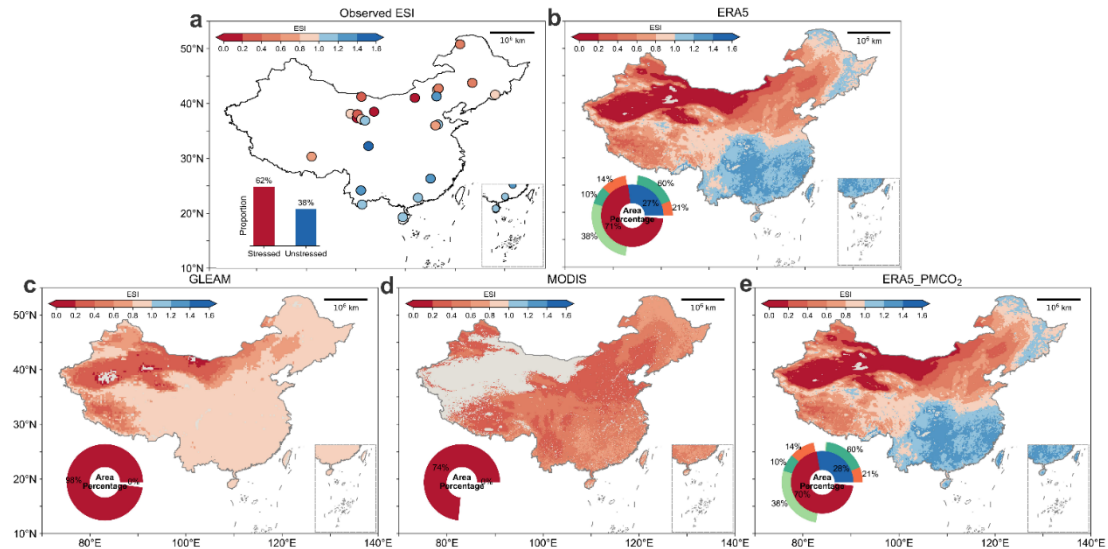 a
Observed ESI
ESI
0.0 0.2 0.4 0.6 0.8 1.0 1.2 1.4 1.6
10⁶ km
50°N
40°N
30°N
20°N
10°N
62%
38%
Proportion
Stressed Unstressed
b
ERA5
ESI
0.0 0.2 0.4 0.6 0.8 1.0 1.2 1.4 1.6
10⁶ km
14%
60%
10%
27%
21%
Area
Percentage
71%
38%
c
GLEAM
ESI
0.0 0.2 0.4 0.6 0.8 1.0 1.2 1.4 1.6
10⁶ km
50°N
40°N
30°N
20°N
10°N
98%
0%
Area
Percentage
80°E 100°E 120°E 140°E
d
MODIS
ESI
0.0 0.2 0.4 0.6 0.8 1.0 1.2 1.4 1.6
10⁶ km
74%
0%
Area
Percentage
80°E 100°E 120°E 140°E
e
ERA5_PMCO₂
ESI
0.0 0.2 0.4 0.6 0.8 1.0 1.2 1.4 1.6
10⁶ km
14%
60%
10%
28%
21%
Area
Percentage
70%
38%
80°E 100°E 120°E 140°E